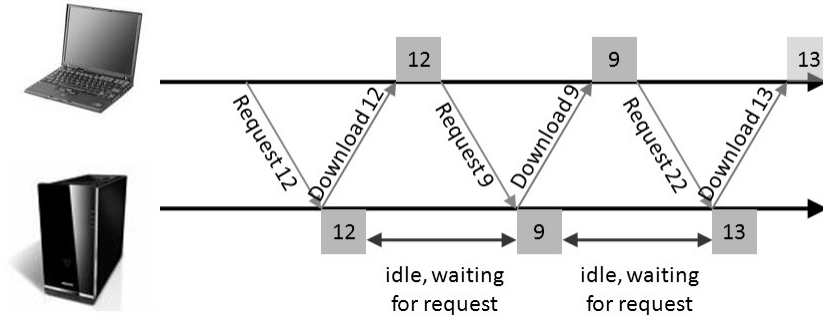 12
9
13
Request 12
Download 12
Request 9
Download 9
Request 22
Download 13
12
9
13
idle, waiting
for request
idle, waiting
for request